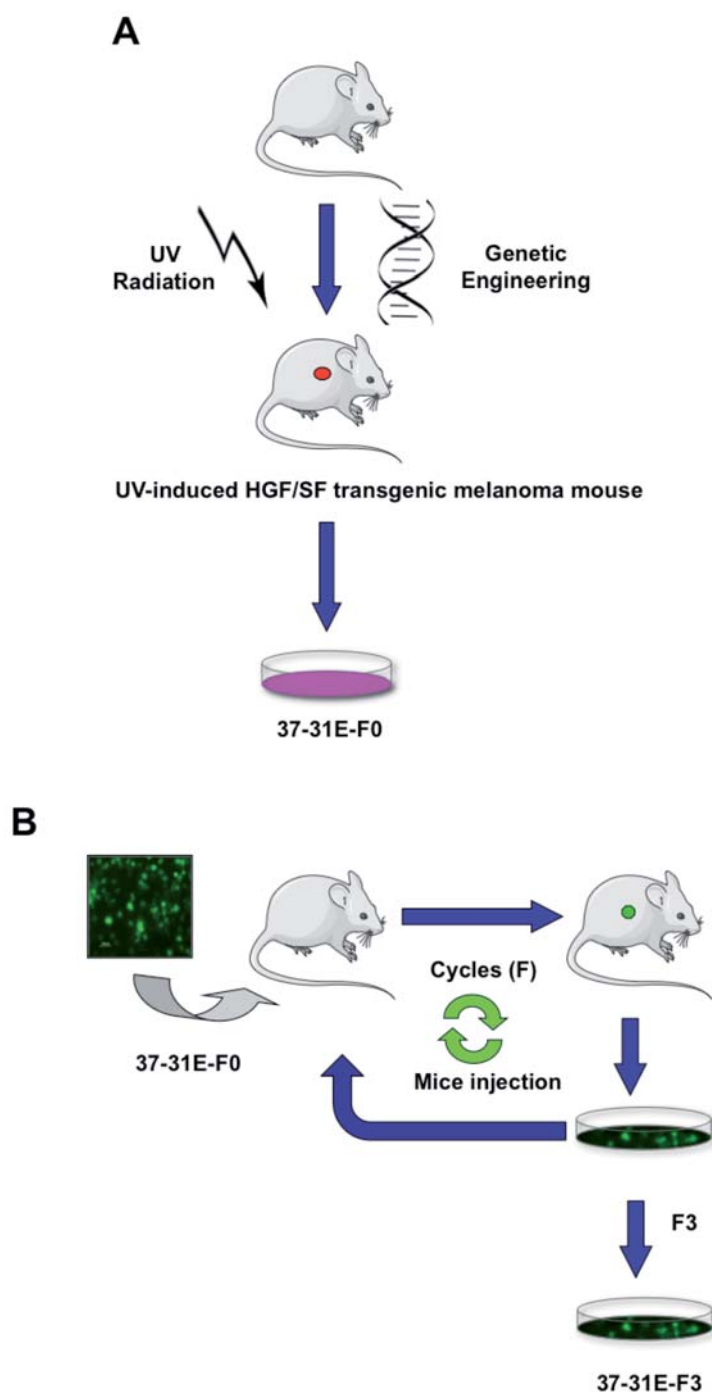 A
UV
Radiation
Genetic
Engineering
UV-induced HGF/SF transgenic melanoma mouse
37-31E-F0
B
Cycles (F)
Mice injection
37-31E-F0
F3
37-31E-F3